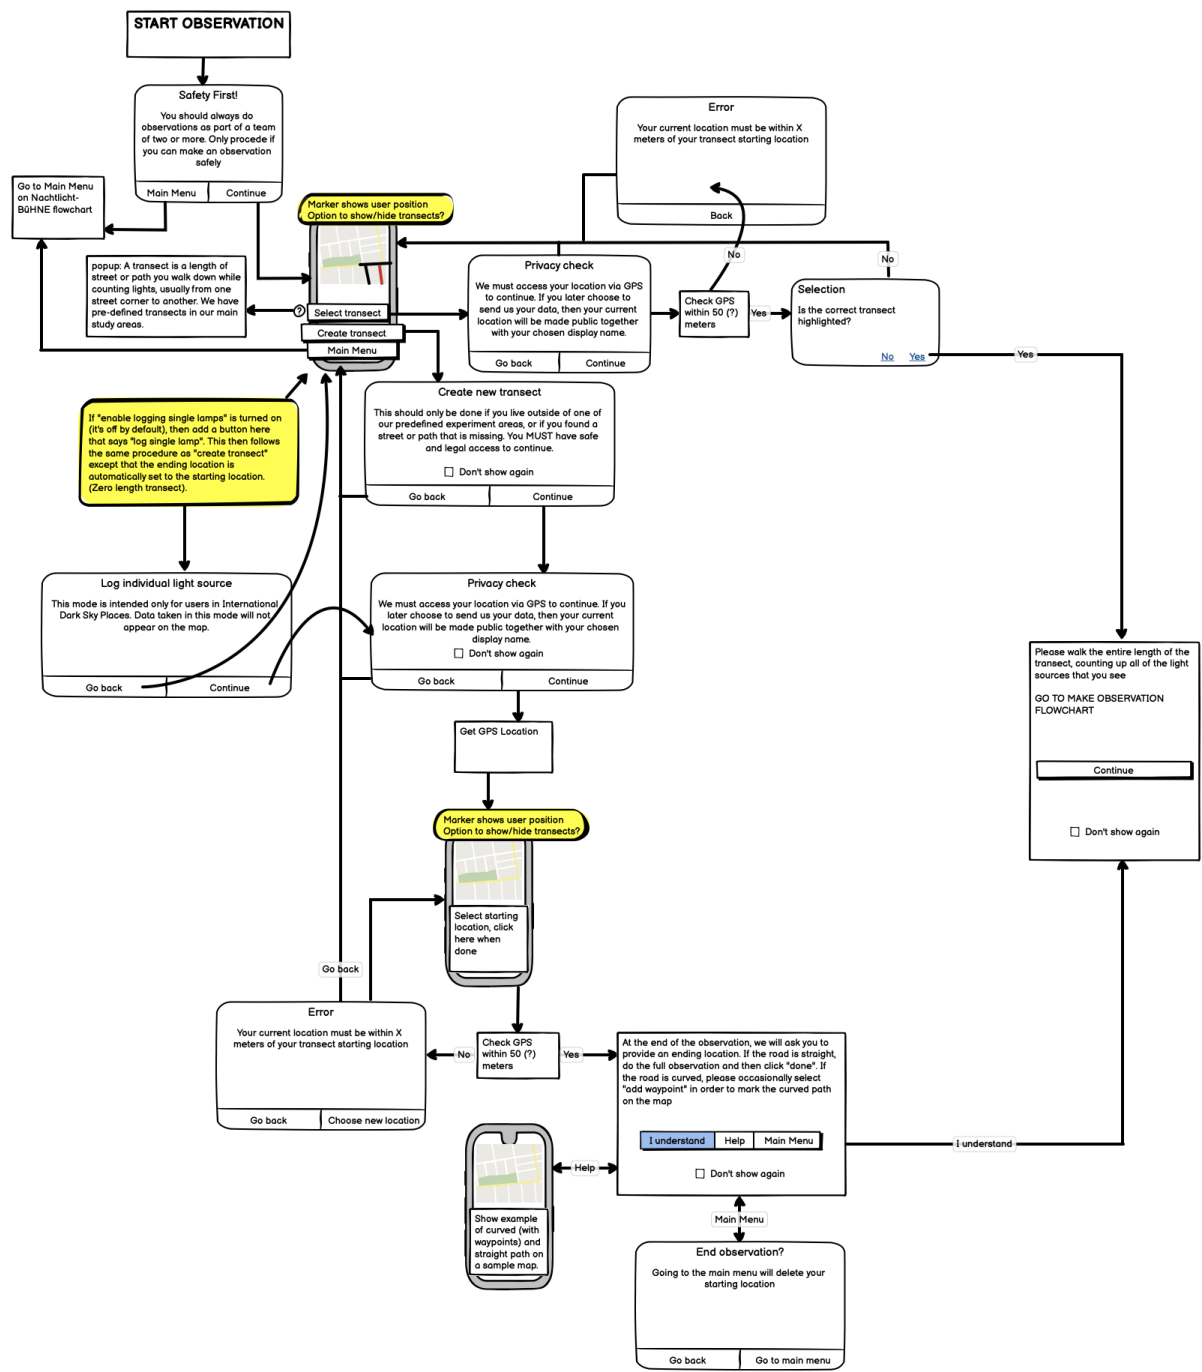 START OBSERVATION
Safety First!
You should always do
observations as part of a team
of two or more. Only procede if
you can make an observation
safely
Main Menu
Continue
Go to Main Menu
on Nachtlicht-
BüHNE flowchart
Marker shows user position
Option to show/hide transects?
Error
Your current location must be within X
meters of your transect starting location
Back
No
popup: A transect is a length of
street or path you walk down while
counting lights, usually from one
street corner to another. We have
pre-defined transects in our main
study areas.
?
Select transect
Create transect
Main Menu
Privacy check
We must access your location via GPS
to continue. If you later choose to
send us your data, then your current
location will be made public together
with your chosen display name.
Go back
Continue
Check GPS
within 50 (?)
meters
Yes
No
Selection
Is the correct transect
highlighted?
No
Yes
Yes
If "enable logging single lamps" is turned on
(it's off by default), then add a button here
that says "log single lamp". This then follows
the same procedure as "create transect"
except that the ending location is
automatically set to the starting location.
(Zero length transect).
Create new transect
This should only be done if you live outside of one of
our predefined experiment areas, or if you found a
street or path that is missing. You MUST have safe
and legal access to continue.
Don't show again
Go back
Continue
Log individual light source
This mode is intended only for users in International
Dark Sky Places. Data taken in this mode will not
appear on the map.
Go back
Continue
Privacy check
We must access your location via GPS to continue. If you
later choose to send us your data, then your current
location will be made public together with your chosen
display name.
Don't show again
Go back
Continue
Please walk the entire length of the
transect, counting up all of the light
sources that you see
GO TO MAKE OBSERVATION
FLOWCHART
Continue
Don't show again
Get GPS Location
Marker shows user position
Option to show/hide transects?
Select starting
location, click
here when
done
Go back
Error
Your current location must be within X
meters of your transect starting location
Go back
Choose new location
No
Check GPS
within 50 (?)
meters
Yes
At the end of the observation, we will ask you to
provide an ending location. If the road is straight,
do the full observation and then click "done". If
the road is curved, please occasionally select
"add waypoint" in order to mark the curved path
on the map
I understand
Help
Main Menu
Don't show again
I understand
Help
Show example
of curved (with
waypoints) and
straight path on
a sample map.
Main Menu
End observation?
Going to the main menu will delete your
starting location
Go back
Go to main menu